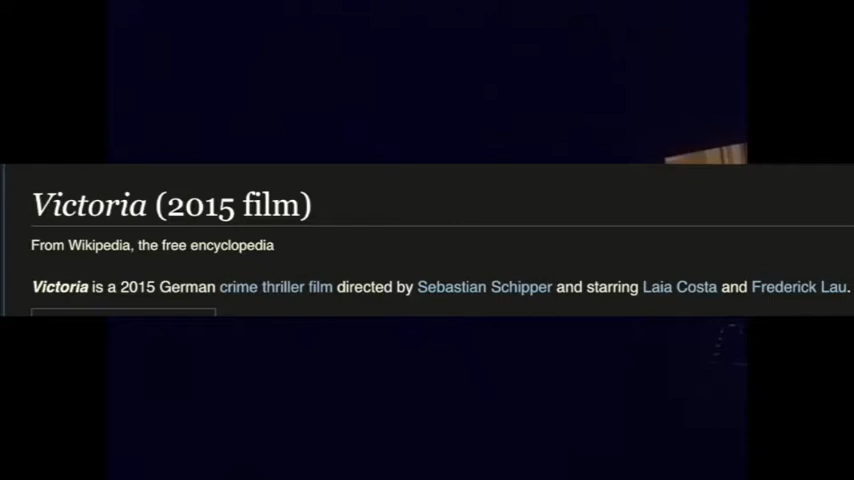 Victoria (2015 film)
From Wikipedia, the free encyclopedia
Victoria is a 2015 German crime thriller film directed by Sebastian Schipper and starring Laia Costa and Frederick Lau.